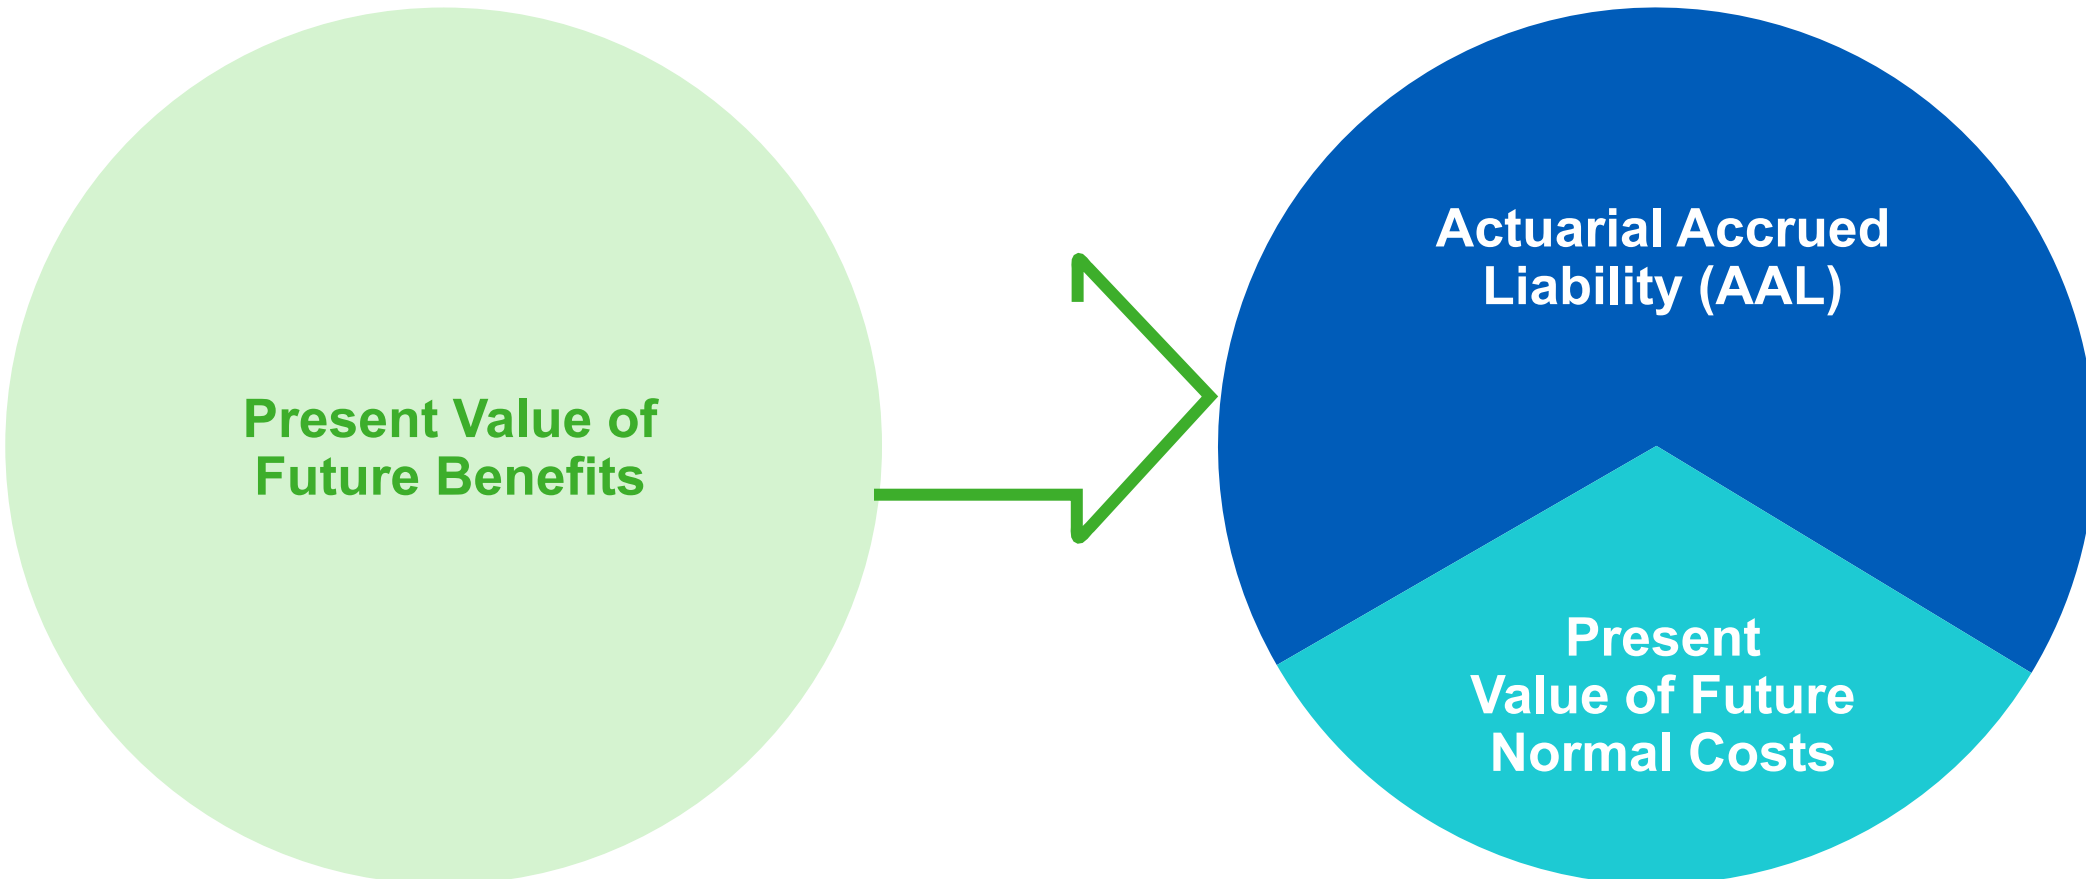 Present Value of
Future Benefits
Actuarial Accrued
Liability (AAL)
Present
Value of Future
Normal Costs